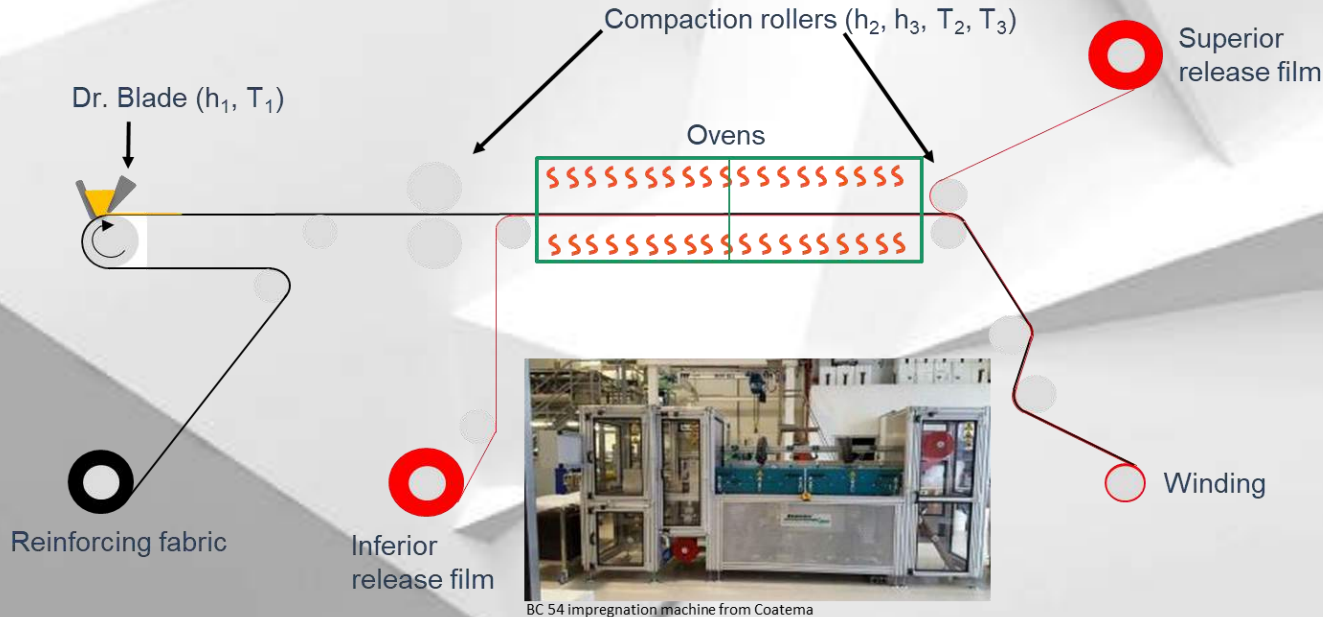 Compaction rollers (h₂, h₃, T₂, T₃)
Superior
release film
Dr. Blade (h₁, T₁)
Ovens
Reinforcing fabric
Inferior
release film
Winding
BC 54 impregnation machine from Coatema